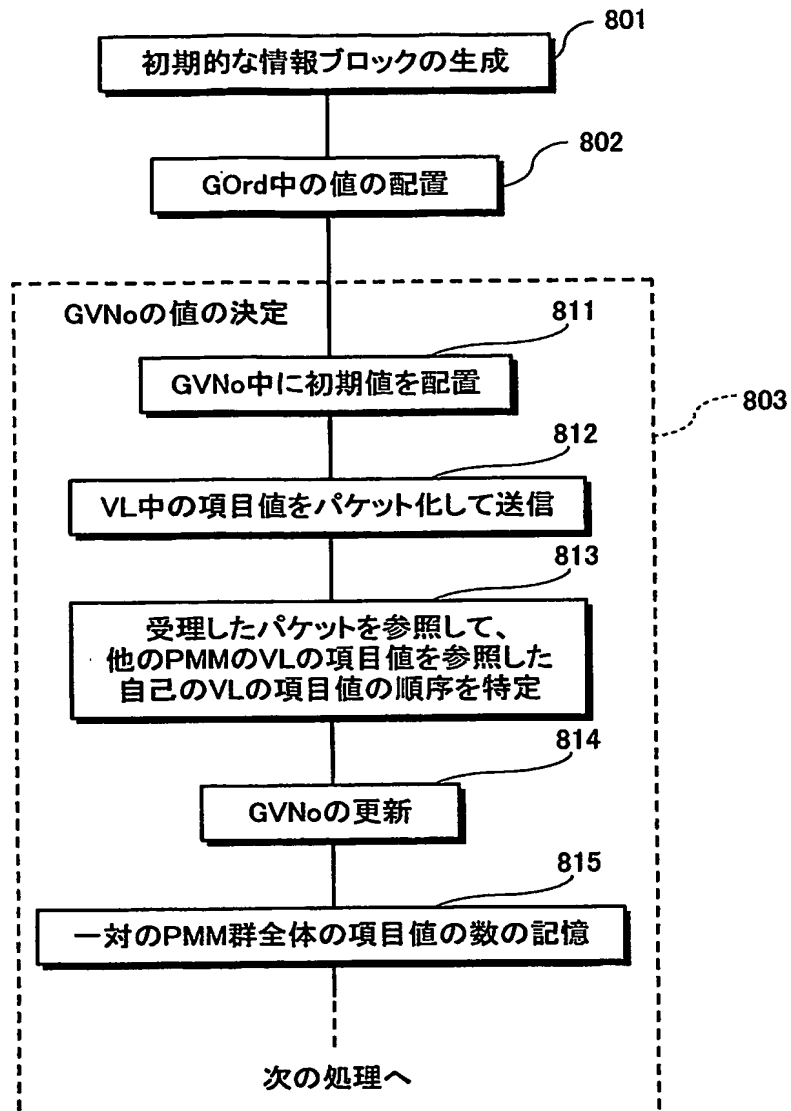 801
初期的な情報ブロックの生成
802
GOrd中の値の配置
GVNoの値の決定
811
GVNo中に初期値を配置
803
812
VL中の項目値をパケット化して送信
813
受理したパケットを参照して、
他のPMMのVLの項目値を参照した
自己のVLの項目値の順序を特定
814
GVNoの更新
815
一対のPMM群全体の項目値の数の記憶
次の処理へ